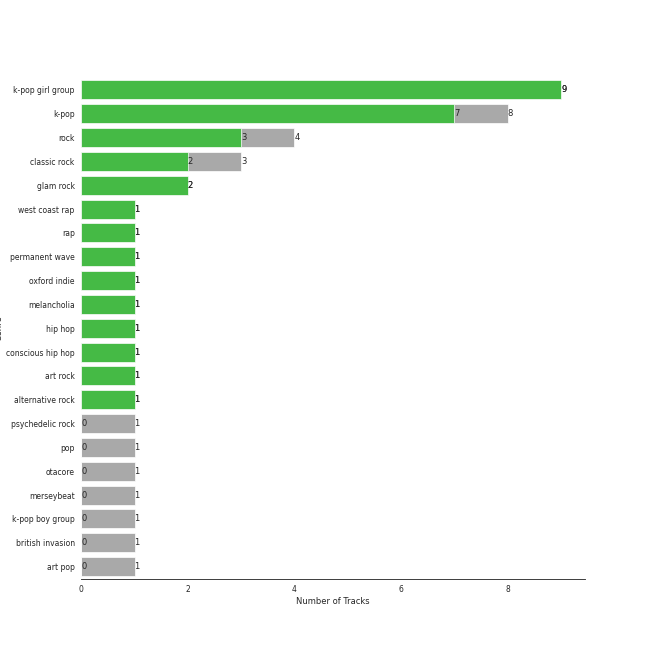 k-pop girl group 9
k-pop 7 8
rock 3 4
classic rock 2 3
glam rock 2
west coast rap 1
rap 1
permanent wave 1
oxford indie 1
melancholia 1
hip hop 1
conscious hip hop 1
art rock 1
alternative rock 1
psychedelic rock 0 1
pop 0 1
otacore 0 1
merseybeat 0 1
k-pop boy group 0 1
british invasion 0 1
art pop 0 1
0 2 4 6 8
Number of Tracks